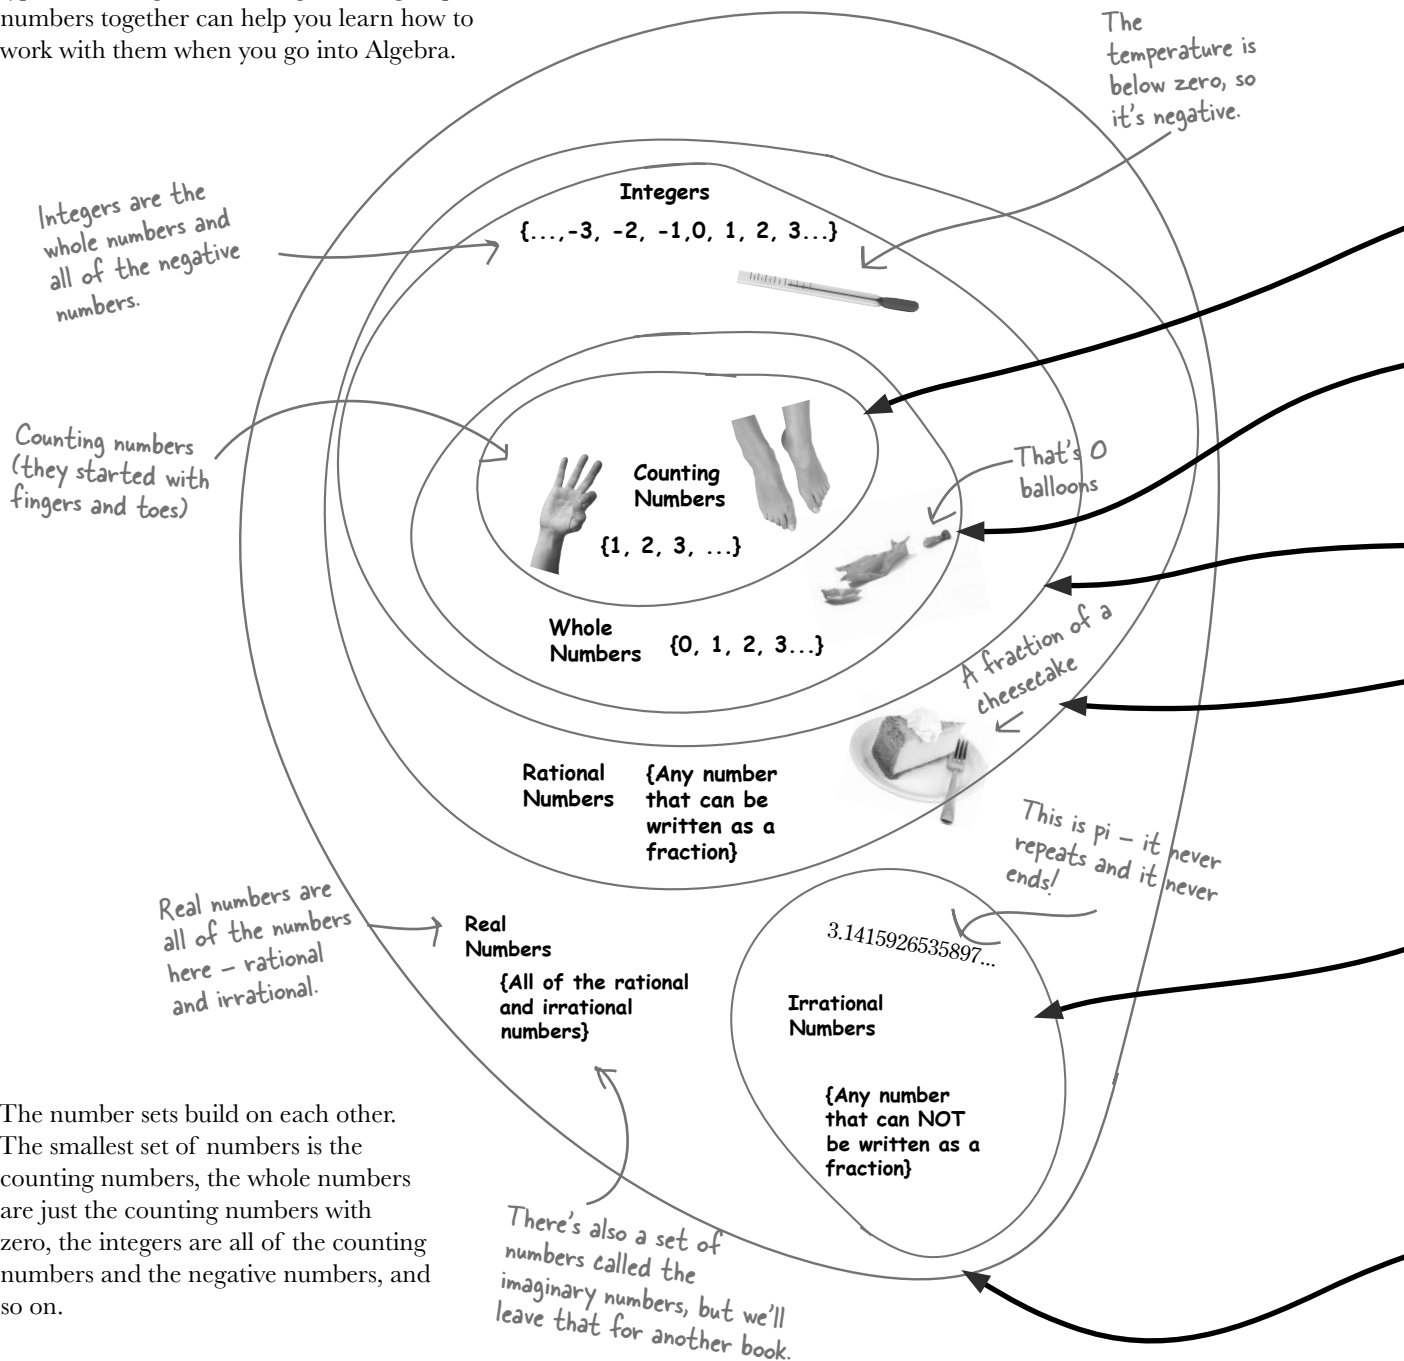 numbers together can help you learn how to
work with them when you go into Algebra.
The
temperature is
below zero, so
it's negative.
Integers are the
whole numbers and
all of the negative
numbers.
Integers
{...,-3, -2, -1,0, 1, 2, 3...}
Counting numbers
(they started with
fingers and toes)
Counting
Numbers
{1, 2, 3, ...}
That's 0
balloons
Whole
Numbers
{0, 1, 2, 3...}
A fraction of a
cheesecake
Rational
Numbers
{Any number
that can be
written as a
fraction}
This is pi – it never
repeats and it never
ends!
Real numbers are
all of the numbers
here – rational
and irrational.
Real
Numbers
{All of the rational
and irrational
numbers}
3.1415926535897...
Irrational
Numbers
{Any number
that can NOT
be written as a
fraction}
The number sets build on each other.
The smallest set of numbers is the
counting numbers, the whole numbers
are just the counting numbers with
zero, the integers are all of the counting
numbers and the negative numbers, and
so on.
There's also a set of
numbers called the
imaginary numbers, but we'll
leave that for another book.